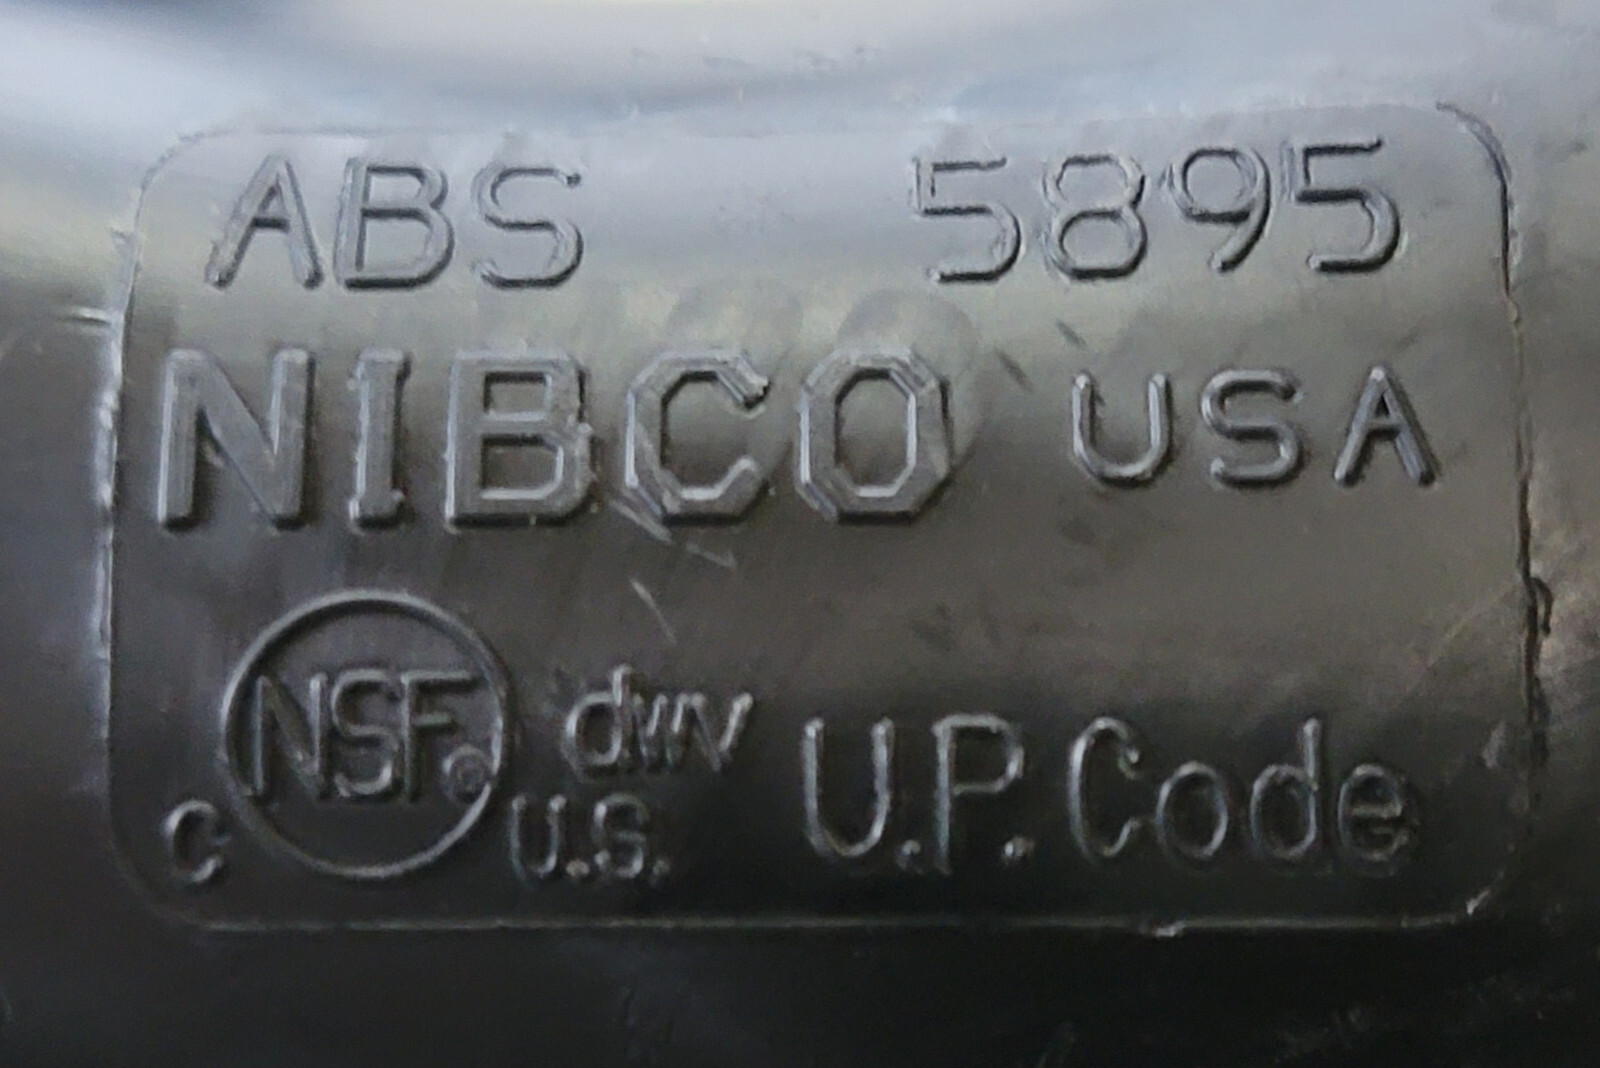 ABS 5895
NIBCO USA
NSF® dwv
C U.S. U.P. Code